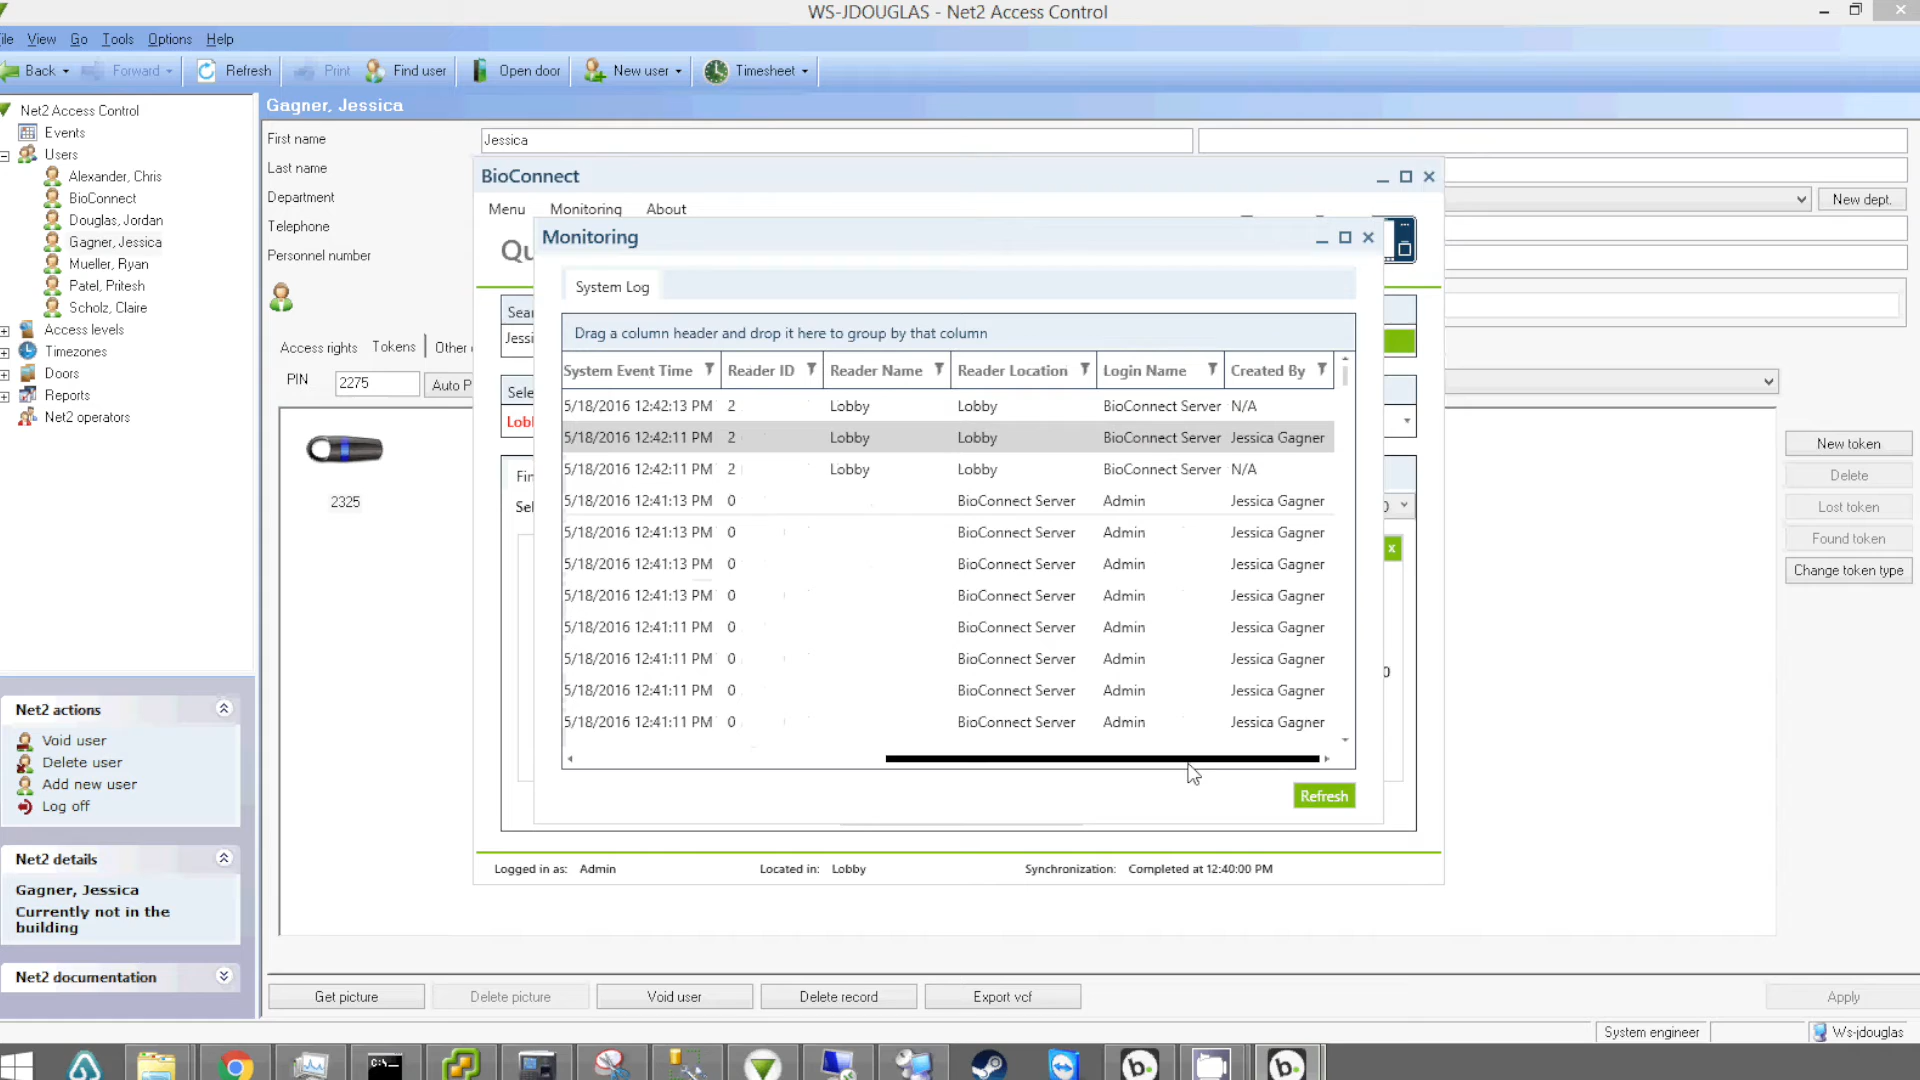 WS-JDOUGLAS - Net2 Access Control
ile View Go Tools Options Help
Back Forward Refresh Print Find user Open door New user Timesheet
Net2 Access Control
Events
Users
Alexander, Chris
BioConnect
Douglas, Jordan
Gagner, Jessica
Mueller, Ryan
Patel, Pritesh
Scholz, Claire
Access levels
Timezones
Doors
Reports
Net2 operators
Net2 actions
Void user
Delete user
Add new user
Log off
Net2 details
Gagner, Jessica
Currently not in the
building
Net2 documentation
Gagner, Jessica
First name Jessica
Last name
Department New dept.
Telephone
Personnel number
Access rights Tokens Other
PIN 2275 Auto P
2325
New token
Delete
Lost token
Found token
Change token type
BioConnect
Menu Monitoring About
Qu
Sear
Jessi
Sele
Lobb
Fin
Sel
x
Monitoring
System Log
Drag a column header and drop it here to group by that column
System Event Time Reader ID Reader Name Reader Location Login Name Created By
5/18/2016 12:42:13 PM 2 Lobby Lobby BioConnect Server N/A
5/18/2016 12:42:11 PM 2 Lobby Lobby BioConnect Server Jessica Gagner
5/18/2016 12:42:11 PM 2 Lobby Lobby BioConnect Server N/A
5/18/2016 12:41:13 PM 0 BioConnect Server Admin Jessica Gagner
5/18/2016 12:41:13 PM 0 BioConnect Server Admin Jessica Gagner
5/18/2016 12:41:13 PM 0 BioConnect Server Admin Jessica Gagner
5/18/2016 12:41:13 PM 0 BioConnect Server Admin Jessica Gagner
5/18/2016 12:41:11 PM 0 BioConnect Server Admin Jessica Gagner
5/18/2016 12:41:11 PM 0 BioConnect Server Admin Jessica Gagner
5/18/2016 12:41:11 PM 0 BioConnect Server Admin Jessica Gagner
5/18/2016 12:41:11 PM 0 BioConnect Server Admin Jessica Gagner
Refresh
Logged in as: Admin Located in: Lobby Synchronization: Completed at 12:40:00 PM
Get picture Delete picture Void user Delete record Export vcf Apply
System engineer Ws-jdouglas
C:\_
b. b.